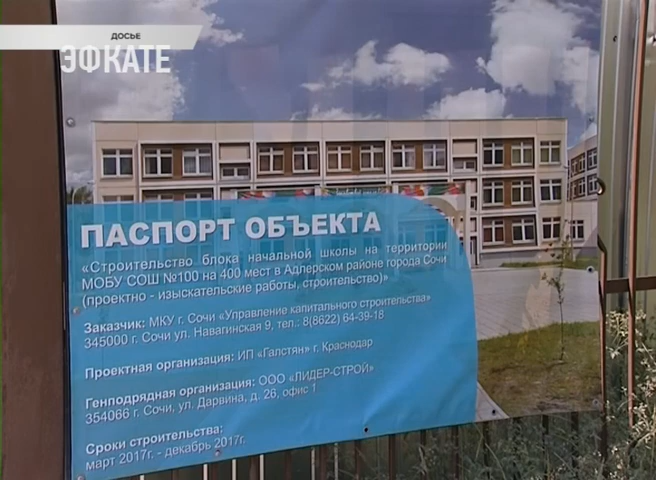 ДОСЬЕ
ЭФКАТЕ
ПАСПОРТ ОБЪЕКТА
«Строительство блока начальной школы на территории
МОБУ СОШ №100 на 400 мест в Адлерском районе города Сочи
(проектно - изыскательские работы, строительство)»
Заказчик: МКУ г. Сочи «Управление капитального строительства»
345000 г. Сочи ул. Навагинская 9, тел.: 8(8622) 64-39-18
Проектная организация: ИП «Галстян» г. Краснодар
Генподрядная организация: ООО «ЛИДЕР-СТРОЙ»
354066 г. Сочи, ул. Дарвина, д. 26, офис 1
Сроки строительства:
март 2017г. - декабрь 2017г.